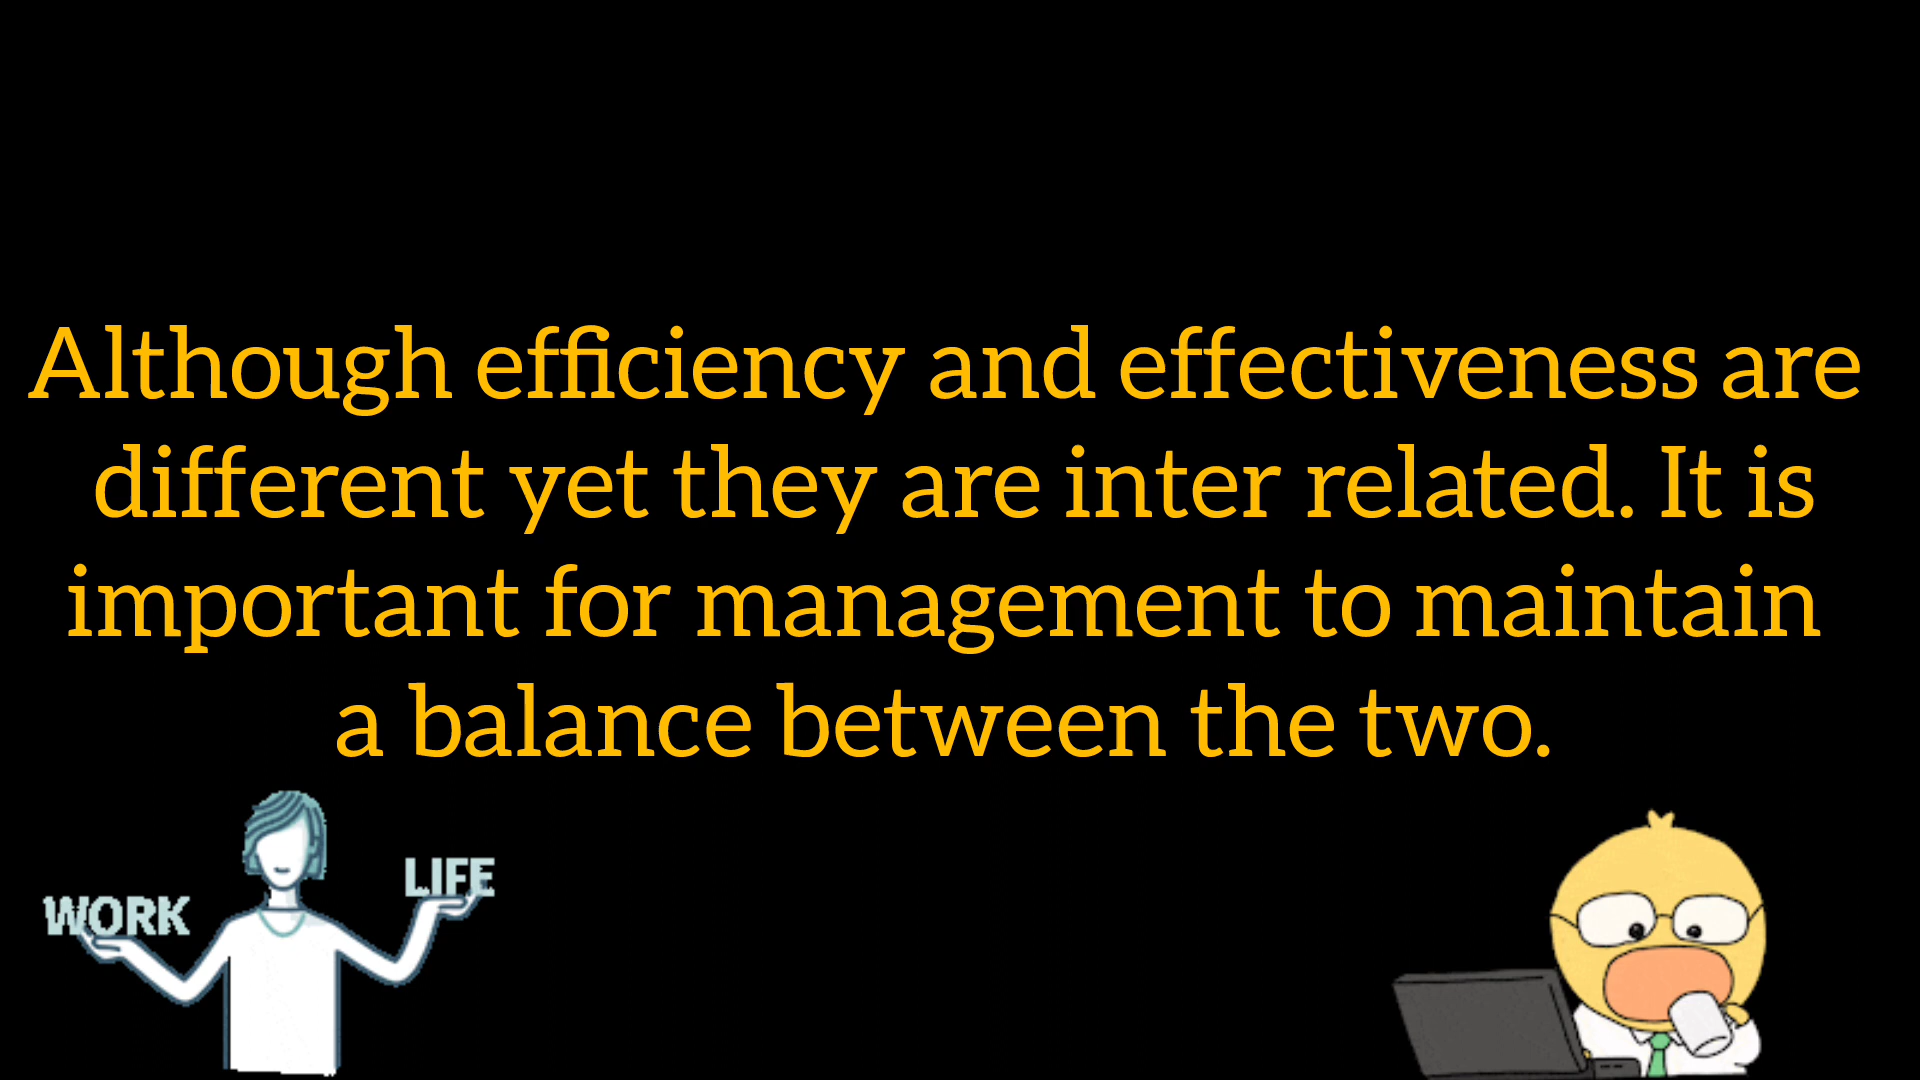 Although efficiency and effectiveness are
different yet they are inter related. It is
important for management to maintain
a balance between the two.
WORK
LIFE